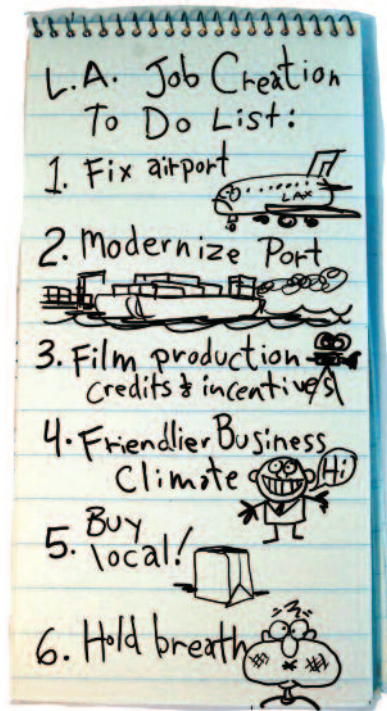 L.A. Job Creation
To Do List:
1. Fix airport
LAX
2. Modernize Port
3. Film production
credits & incentives
4. Friendlier Business
Climate
Hi
5. Buy
local!
6. Hold breath